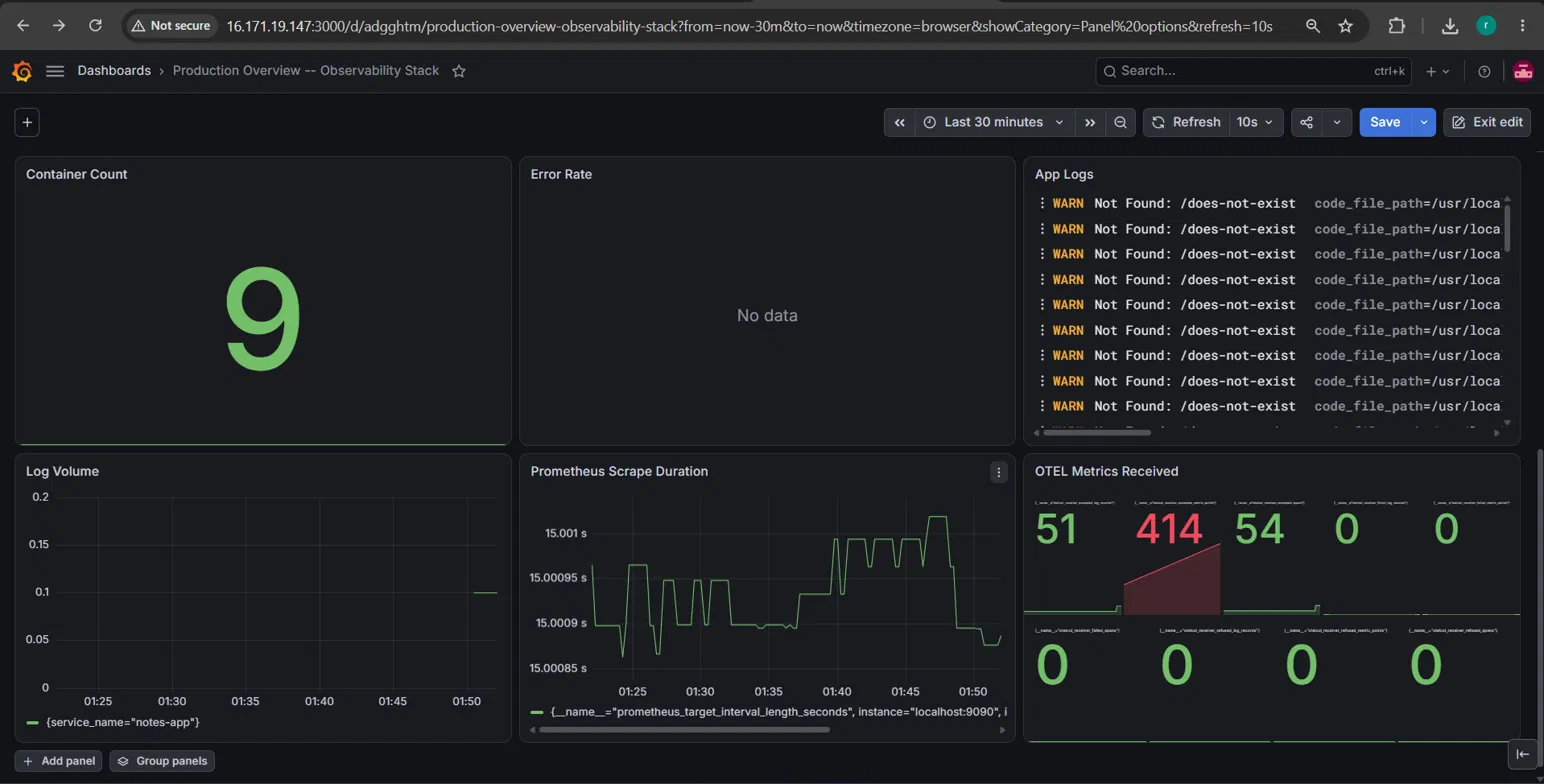 Not secure
16.171.19.147:3000/d/adgghtm/production-overview-observability-stack?from=now-30m&to=now&timezone=browser&showCategory=Panel%20options&refresh=10s
r
Dashboards › Production Overview -- Observability Stack
Search...
ctrl+k
Last 30 minutes
Refresh
10s
Save
Exit edit
Container Count
9
Error Rate
No data
App Logs
WARN Not Found: /does-not-exist code_file_path=/usr/loca
WARN Not Found: /does-not-exist code_file_path=/usr/loca
WARN Not Found: /does-not-exist code_file_path=/usr/loca
WARN Not Found: /does-not-exist code_file_path=/usr/loca
WARN Not Found: /does-not-exist code_file_path=/usr/loca
WARN Not Found: /does-not-exist code_file_path=/usr/loca
WARN Not Found: /does-not-exist code_file_path=/usr/loca
WARN Not Found: /does-not-exist code_file_path=/usr/loca
WARN Not Found: /does-not-exist code_file_path=/usr/loca
Log Volume
0.2
0.15
0.1
0.05
0
01:25 01:30 01:35 01:40 01:45 01:50
{service_name="notes-app"}
Prometheus Scrape Duration
15.001 s
15.00095 s
15.0009 s
15.00085 s
01:25 01:30 01:35 01:40 01:45 01:50
{__name__="prometheus_target_interval_length_seconds", instance="localhost:9090", i
OTEL Metrics Received
51 414 54 0 0
0 0 0 0
Add panel
Group panels